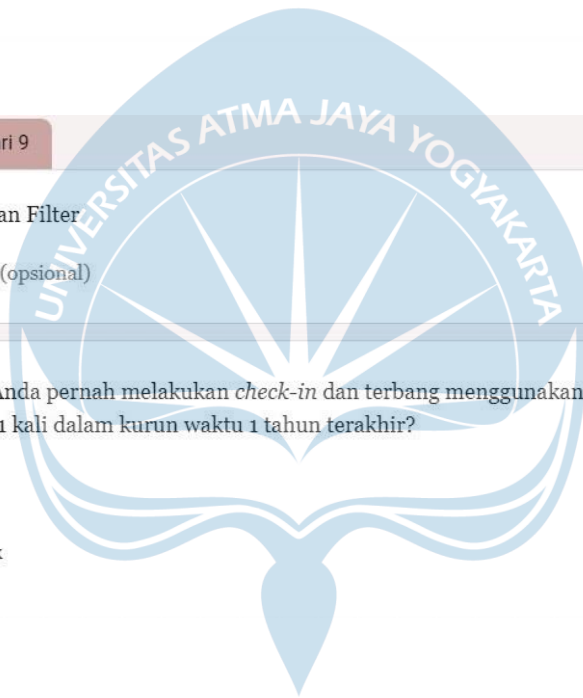 ri 9
UNIVERSITAS ATMA JAYA YOGYAKARTA
an Filter
(opsional)
Anda pernah melakukan check-in dan terbang menggunakan
1 kali dalam kurun waktu 1 tahun terakhir?